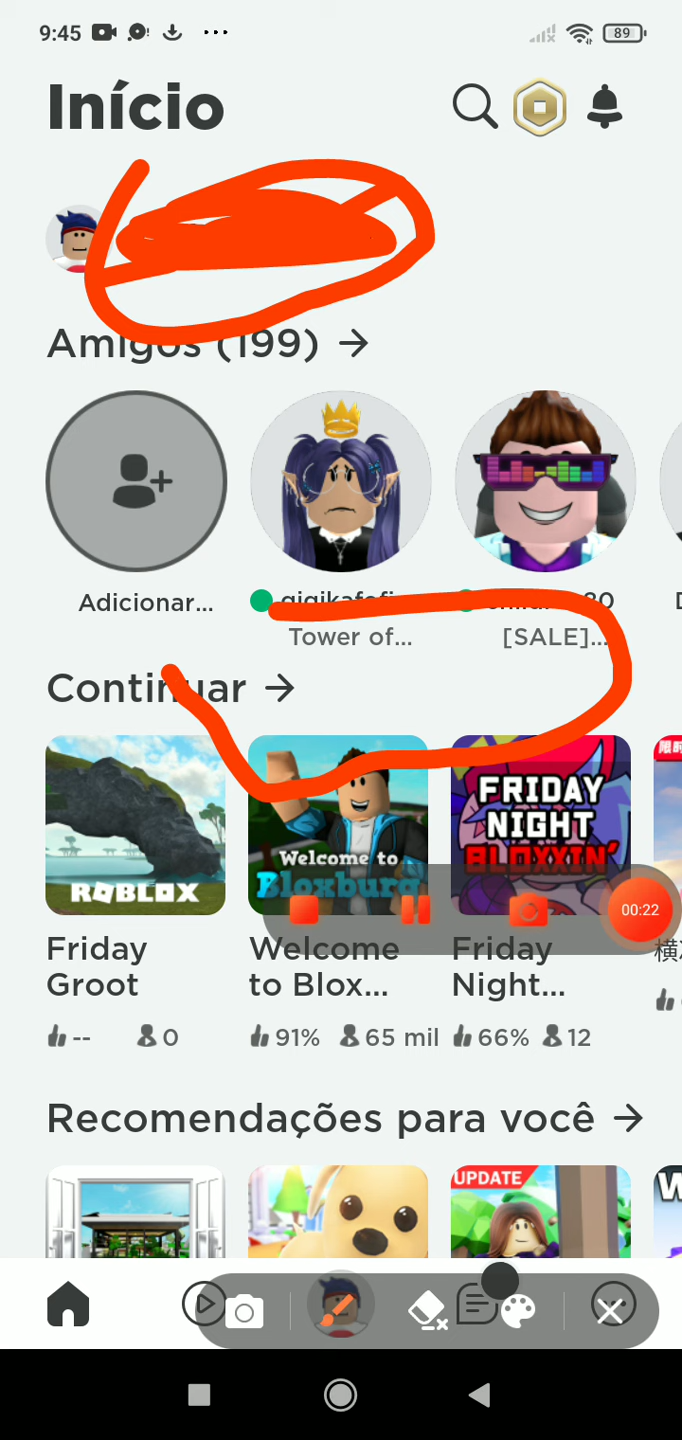 9:45
89
Início
Amigos (199)
Adicionar...
Tower of...
[SALE]...
Continuar
ROBLOX
Welcome to
Bloxburg
FRIDAY
NIGHT
BLOXXIN'
00:22
Friday
Groot
Welcome
to Blox...
Friday
Night...
--
0
91%
65 mil
66%
12
Recomendações para você
UPDATE
W